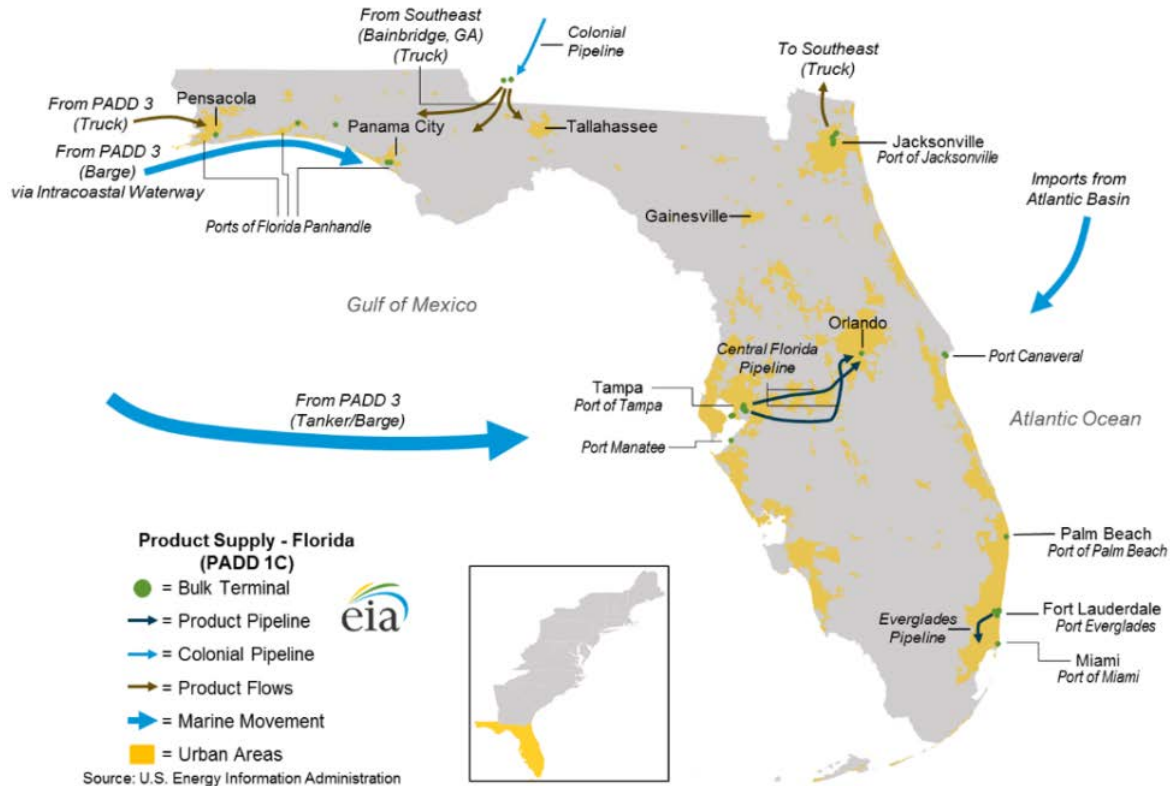 From Southeast
(Bainbridge, GA)
(Truck)
Colonial
Pipeline
To Southeast
(Truck)
From PADD 3
(Truck)
Pensacola
Panama City
Tallahassee
Jacksonville
Port of Jacksonville
From PADD 3
(Barge)
via Intracoastal Waterway
Ports of Florida Panhandle
Gainesville
Imports from
Atlantic Basin
Gulf of Mexico
Orlando
Central Florida
Pipeline
Port Canaveral
Tampa
Port of Tampa
From PADD 3
(Tanker/Barge)
Port Manatee
Atlantic Ocean
Palm Beach
Port of Palm Beach
Fort Lauderdale
Port Everglades
Everglades
Pipeline
Miami
Port of Miami
Product Supply - Florida
(PADD 1C)
= Bulk Terminal
= Product Pipeline
= Colonial Pipeline
= Product Flows
= Marine Movement
= Urban Areas
eia
Source: U.S. Energy Information Administration